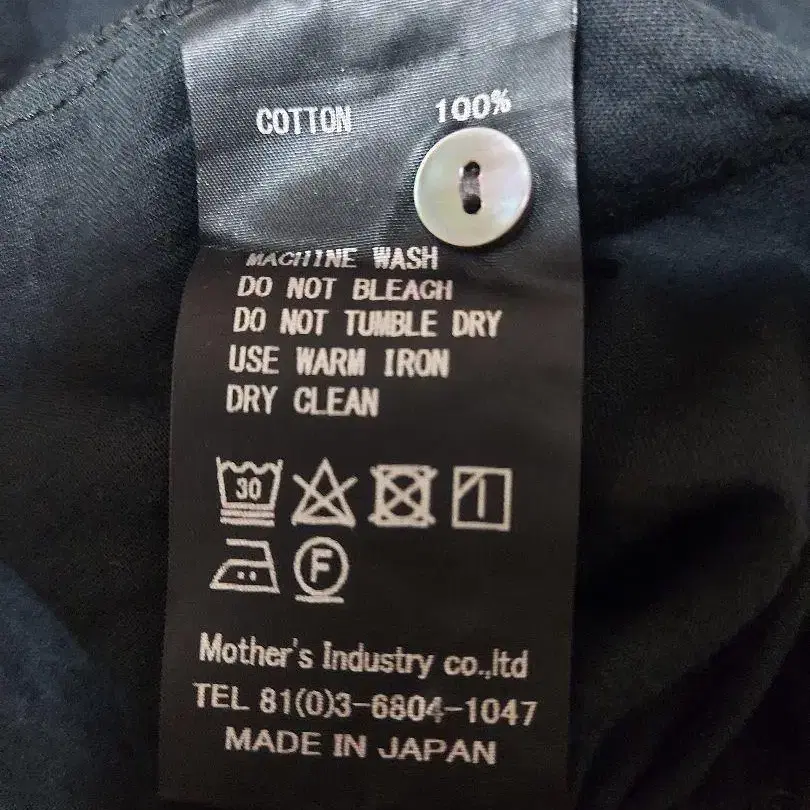 COTTON 100%
MACHINE WASH
DO NOT BLEACH
DO NOT TUMBLE DRY
USE WARM IRON
DRY CLEAN
30
F
Mother's Industry co.,ltd
TEL 81(0)3-6804-1047
MADE IN JAPAN